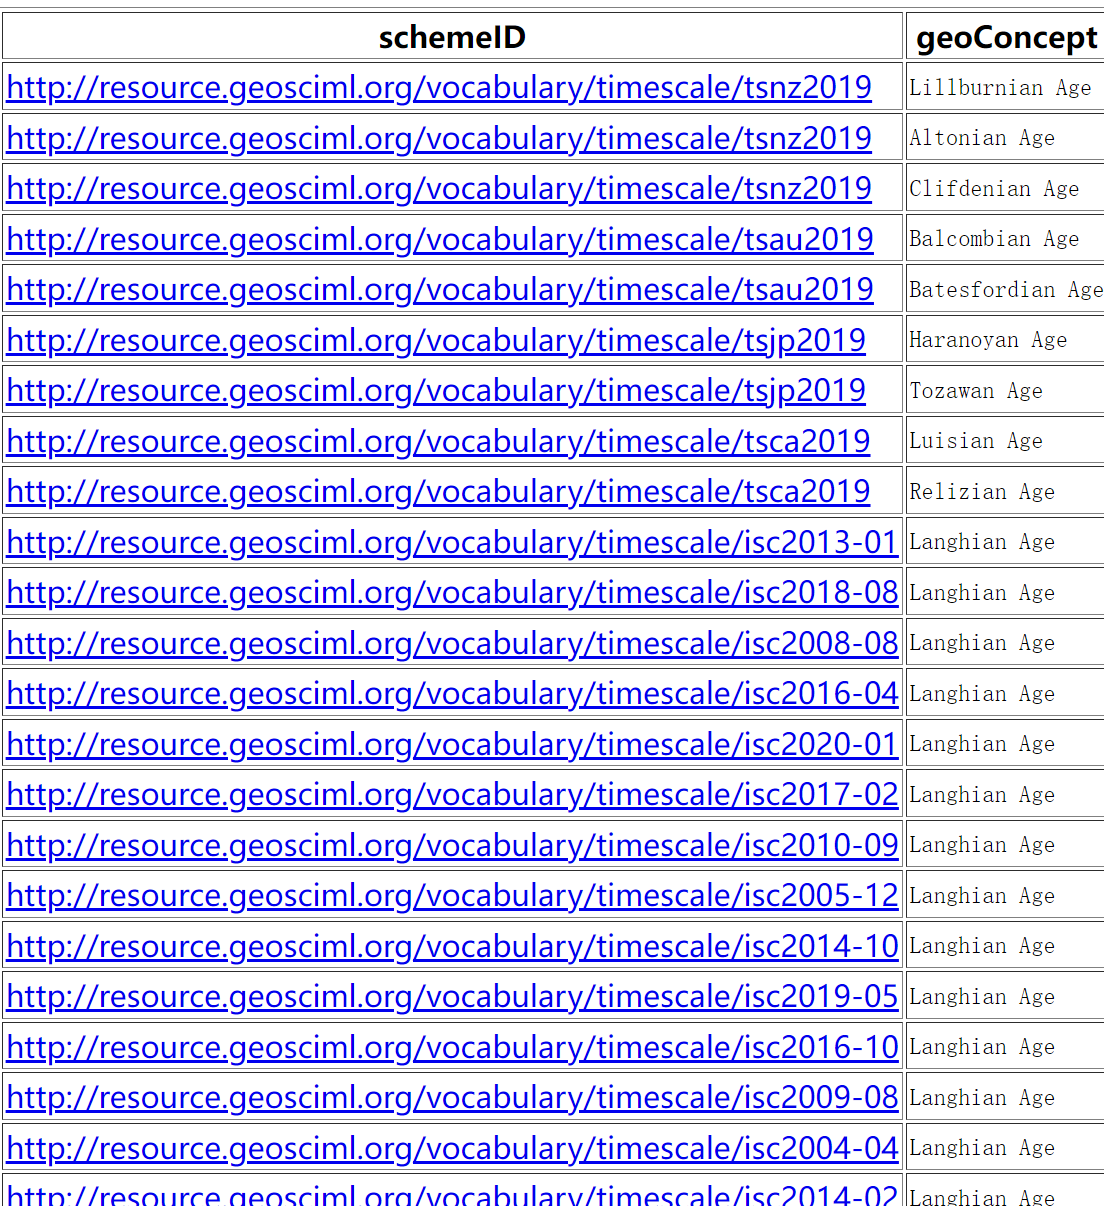 schemeID geoConcept
http://resource.geosciml.org/vocabulary/timescale/tsnz2019 Lillburnian Age
http://resource.geosciml.org/vocabulary/timescale/tsnz2019 Altonian Age
http://resource.geosciml.org/vocabulary/timescale/tsnz2019 Clifdenian Age
http://resource.geosciml.org/vocabulary/timescale/tsau2019 Balcombian Age
http://resource.geosciml.org/vocabulary/timescale/tsau2019 Batesfordian Age
http://resource.geosciml.org/vocabulary/timescale/tsjp2019 Haranoyan Age
http://resource.geosciml.org/vocabulary/timescale/tsjp2019 Tozawan Age
http://resource.geosciml.org/vocabulary/timescale/tsca2019 Luisian Age
http://resource.geosciml.org/vocabulary/timescale/tsca2019 Relizian Age
http://resource.geosciml.org/vocabulary/timescale/isc2013-01 Langhian Age
http://resource.geosciml.org/vocabulary/timescale/isc2018-08 Langhian Age
http://resource.geosciml.org/vocabulary/timescale/isc2008-08 Langhian Age
http://resource.geosciml.org/vocabulary/timescale/isc2016-04 Langhian Age
http://resource.geosciml.org/vocabulary/timescale/isc2020-01 Langhian Age
http://resource.geosciml.org/vocabulary/timescale/isc2017-02 Langhian Age
http://resource.geosciml.org/vocabulary/timescale/isc2010-09 Langhian Age
http://resource.geosciml.org/vocabulary/timescale/isc2005-12 Langhian Age
http://resource.geosciml.org/vocabulary/timescale/isc2014-10 Langhian Age
http://resource.geosciml.org/vocabulary/timescale/isc2019-05 Langhian Age
http://resource.geosciml.org/vocabulary/timescale/isc2016-10 Langhian Age
http://resource.geosciml.org/vocabulary/timescale/isc2009-08 Langhian Age
http://resource.geosciml.org/vocabulary/timescale/isc2004-04 Langhian Age
http://resource.geosciml.org/vocabulary/timescale/isc2014-02 Langhian Age